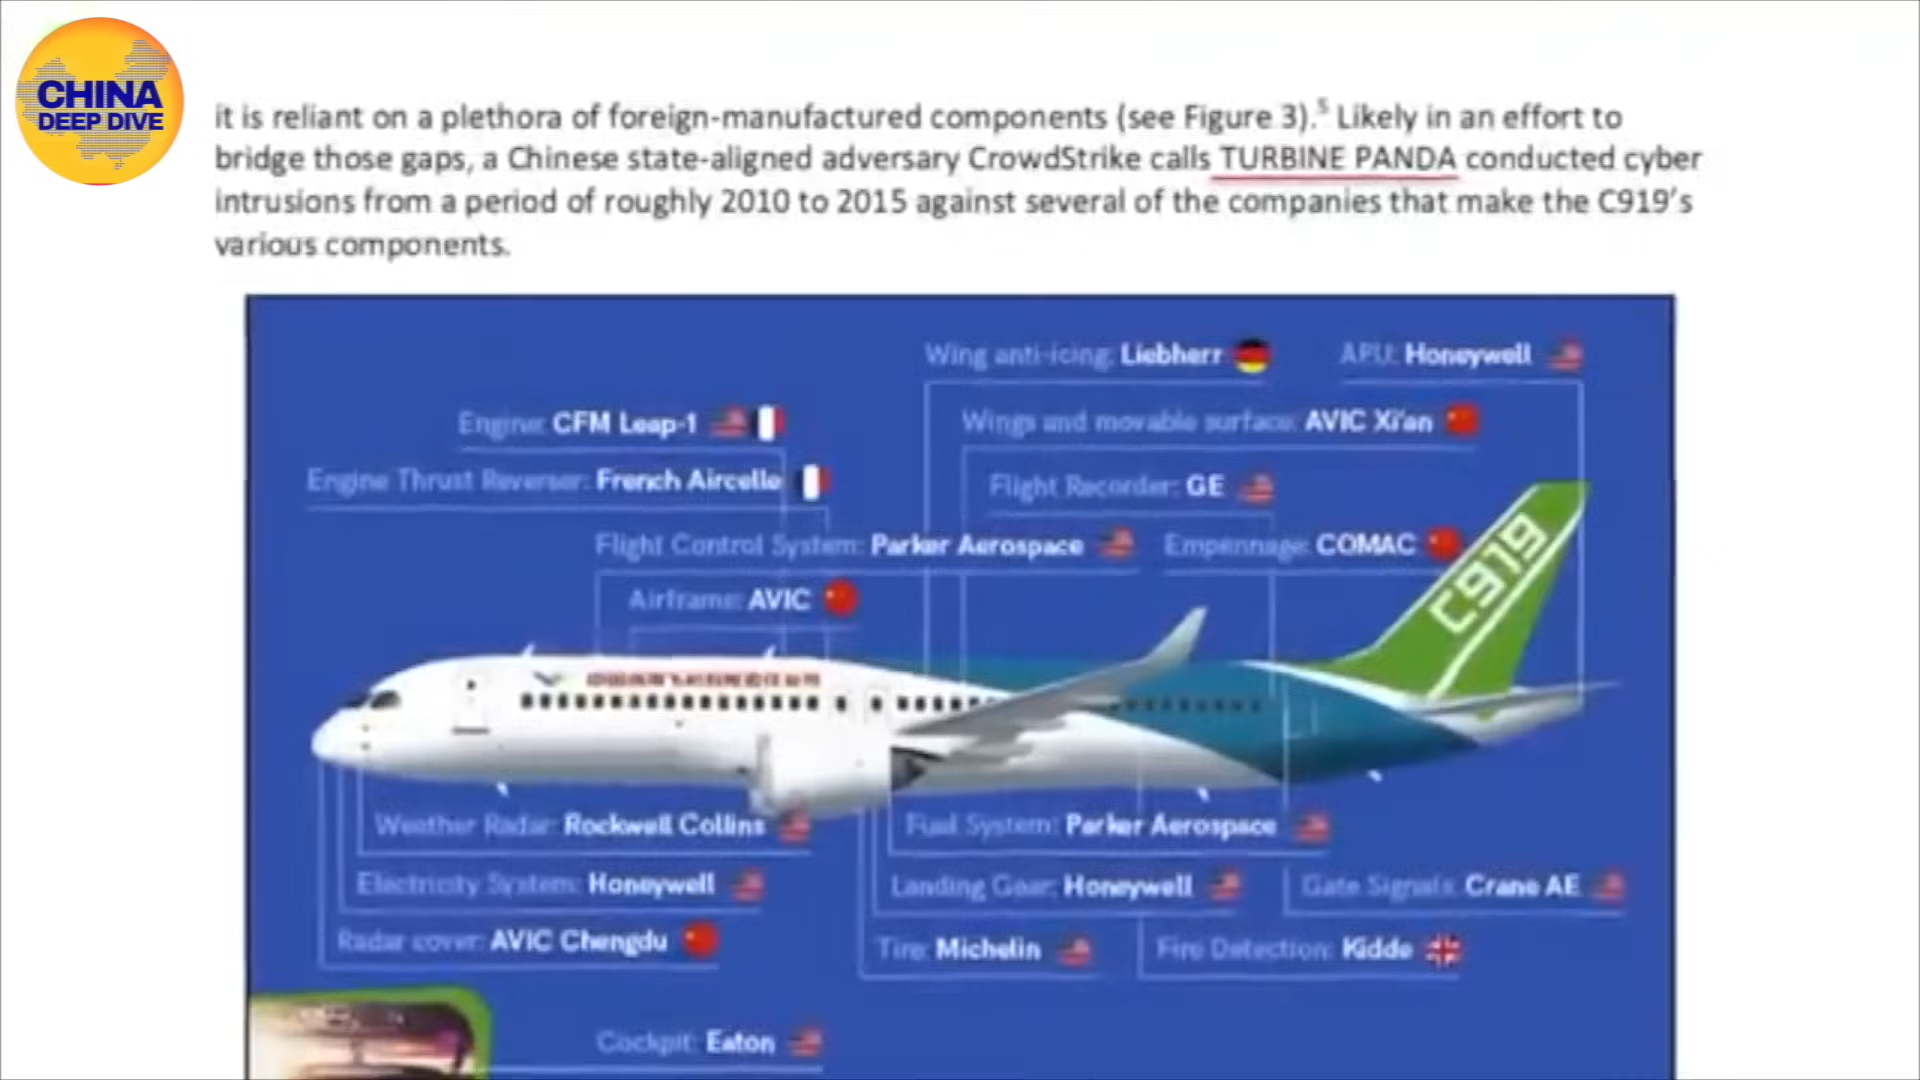 CHINA
DEEP DIVE
it is reliant on a plethora of foreign-manufactured components (see Figure 3).⁵ Likely in an effort to
bridge those gaps, a Chinese state-aligned adversary CrowdStrike calls TURBINE PANDA conducted cyber
intrusions from a period of roughly 2010 to 2015 against several of the companies that make the C919's
various components.
Wing anti-icing: Liebherr
APU: Honeywell
Engine: CFM Leap-1
Wings and movable surface: AVIC Xi'an
Engine Thrust Reverser: French Aircelle
Flight Recorder: GE
Flight Control System: Parker Aerospace
Empennage: COMAC
Airframe: AVIC
C919
Weather Radar: Rockwell Collins
Fuel System: Parker Aerospace
Electricity System: Honeywell
Landing Gear: Honeywell
Gate Signals: Crane AE
Radar cover: AVIC Chengdu
Tire: Michelin
Fire Detection: Kidde
Cockpit: Eaton